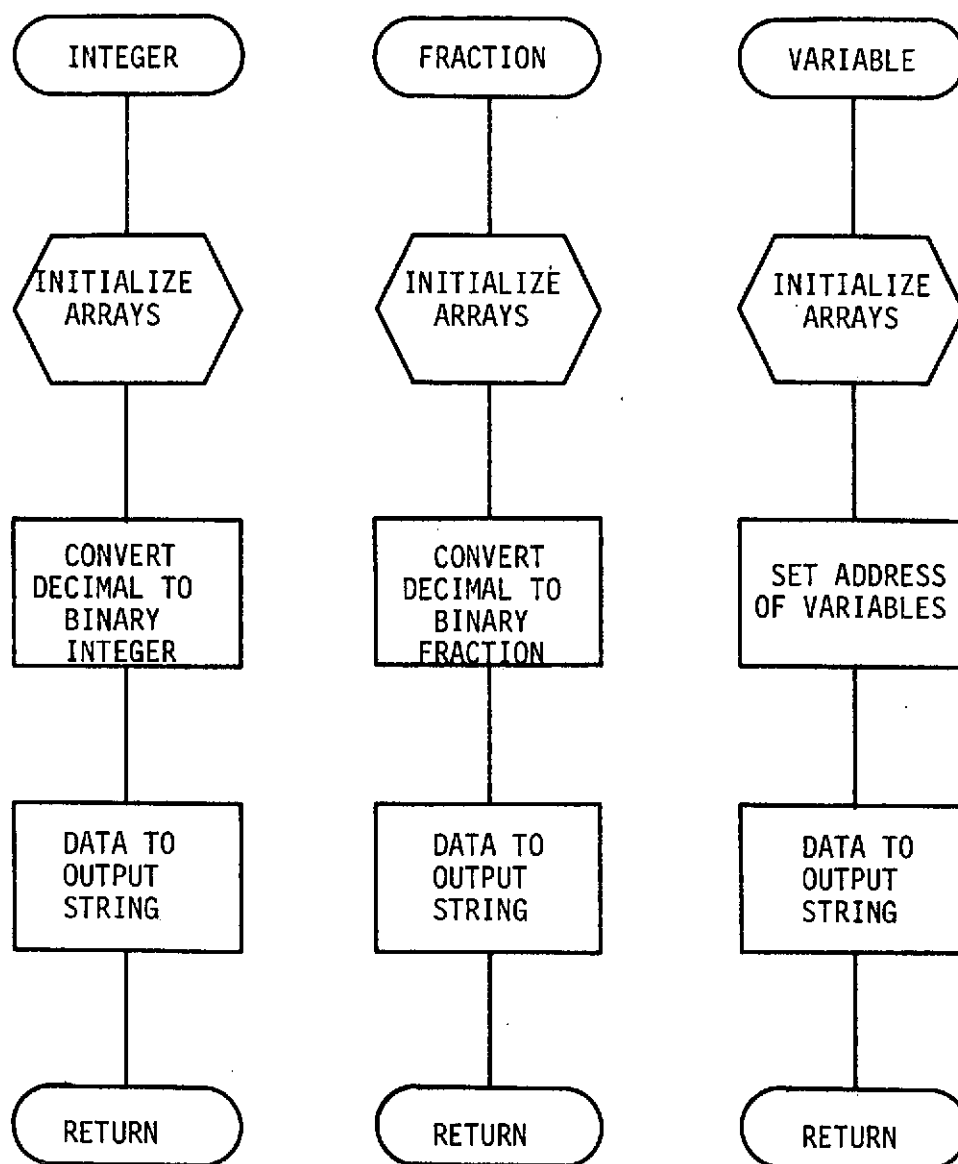 INTEGER
INITIALIZE
ARRAYS
CONVERT
DECIMAL TO
BINARY
INTEGER
DATA TO
OUTPUT
STRING
RETURN
FRACTION
INITIALIZE
ARRAYS
CONVERT
DECIMAL TO
BINARY
FRACTION
DATA TO
OUTPUT
STRING
RETURN
VARIABLE
INITIALIZE
ARRAYS
SET ADDRESS
OF VARIABLES
DATA TO
OUTPUT
STRING
RETURN